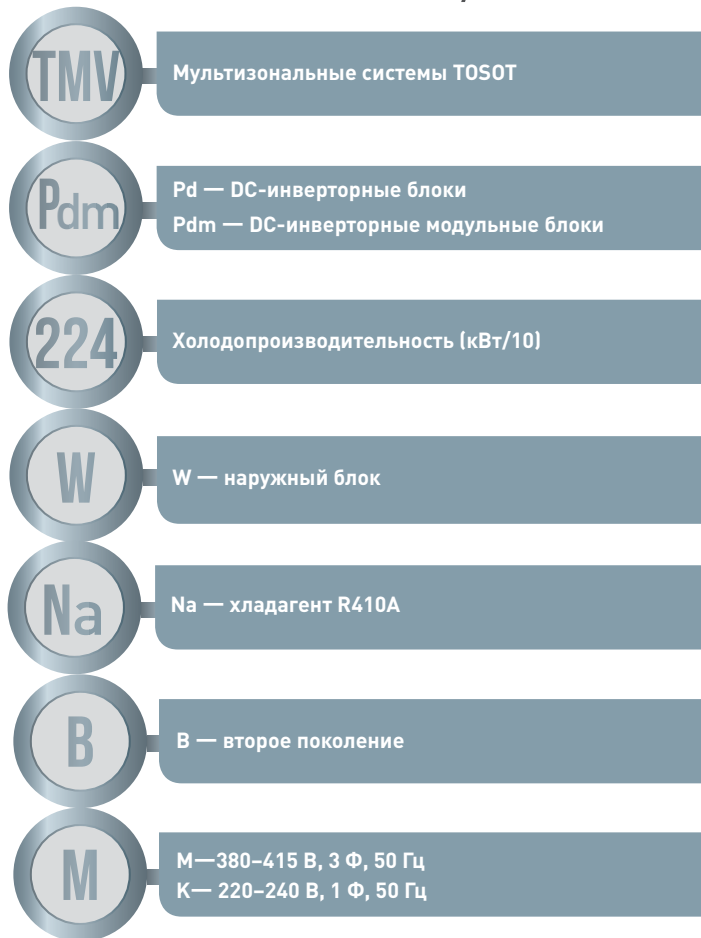 TMV
Мультизональные системы TOSOT
Pdm
Pd — DC-инверторные блоки
Pdm — DC-инверторные модульные блоки
224
Холодопроизводительность (кВт/10)
W
W — наружный блок
Na
Na — хладагент R410A
B
B — второе поколение
M
M—380–415 В, 3 Ф, 50 Гц
K— 220–240 В, 1 Ф, 50 Гц